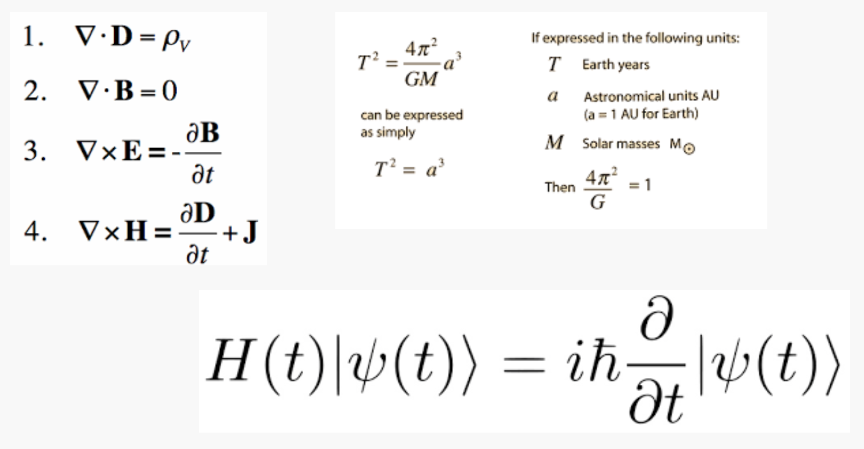 1. ∇·D = ρv
2. ∇·B = 0
3. ∇×E = -∂B/∂t
4. ∇×H = ∂D/∂t + J
T² = 4π²/GM a³
can be expressed
as simply
T² = a³
If expressed in the following units:
T Earth years
a Astronomical units AU
(a = 1 AU for Earth)
M Solar masses M⊙
Then 4π²/G = 1
H(t)|ψ(t)⟩ = iℏ ∂/∂t |ψ(t)⟩